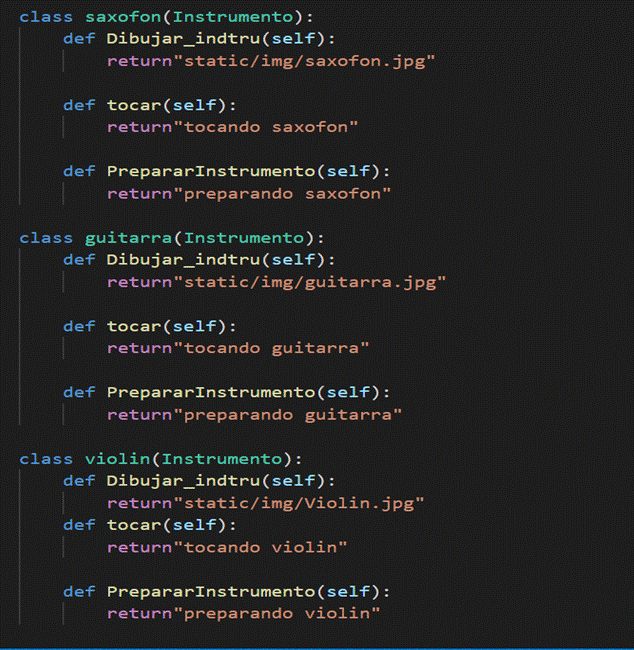 class saxofon(Instrumento):
    def Dibujar_indtru(self):
        return"static/img/saxofon.jpg"

    def tocar(self):
        return"tocando saxofon"

    def PrepararInstrumento(self):
        return"preparando saxofon"

class guitarra(Instrumento):
    def Dibujar_indtru(self):
        return"static/img/guitarra.jpg"

    def tocar(self):
        return"tocando guitarra"

    def PrepararInstrumento(self):
        return"preparando guitarra"

class violin(Instrumento):
    def Dibujar_indtru(self):
        return"static/img/Violin.jpg"
    def tocar(self):
        return"tocando violin"

    def PrepararInstrumento(self):
        return"preparando violin"